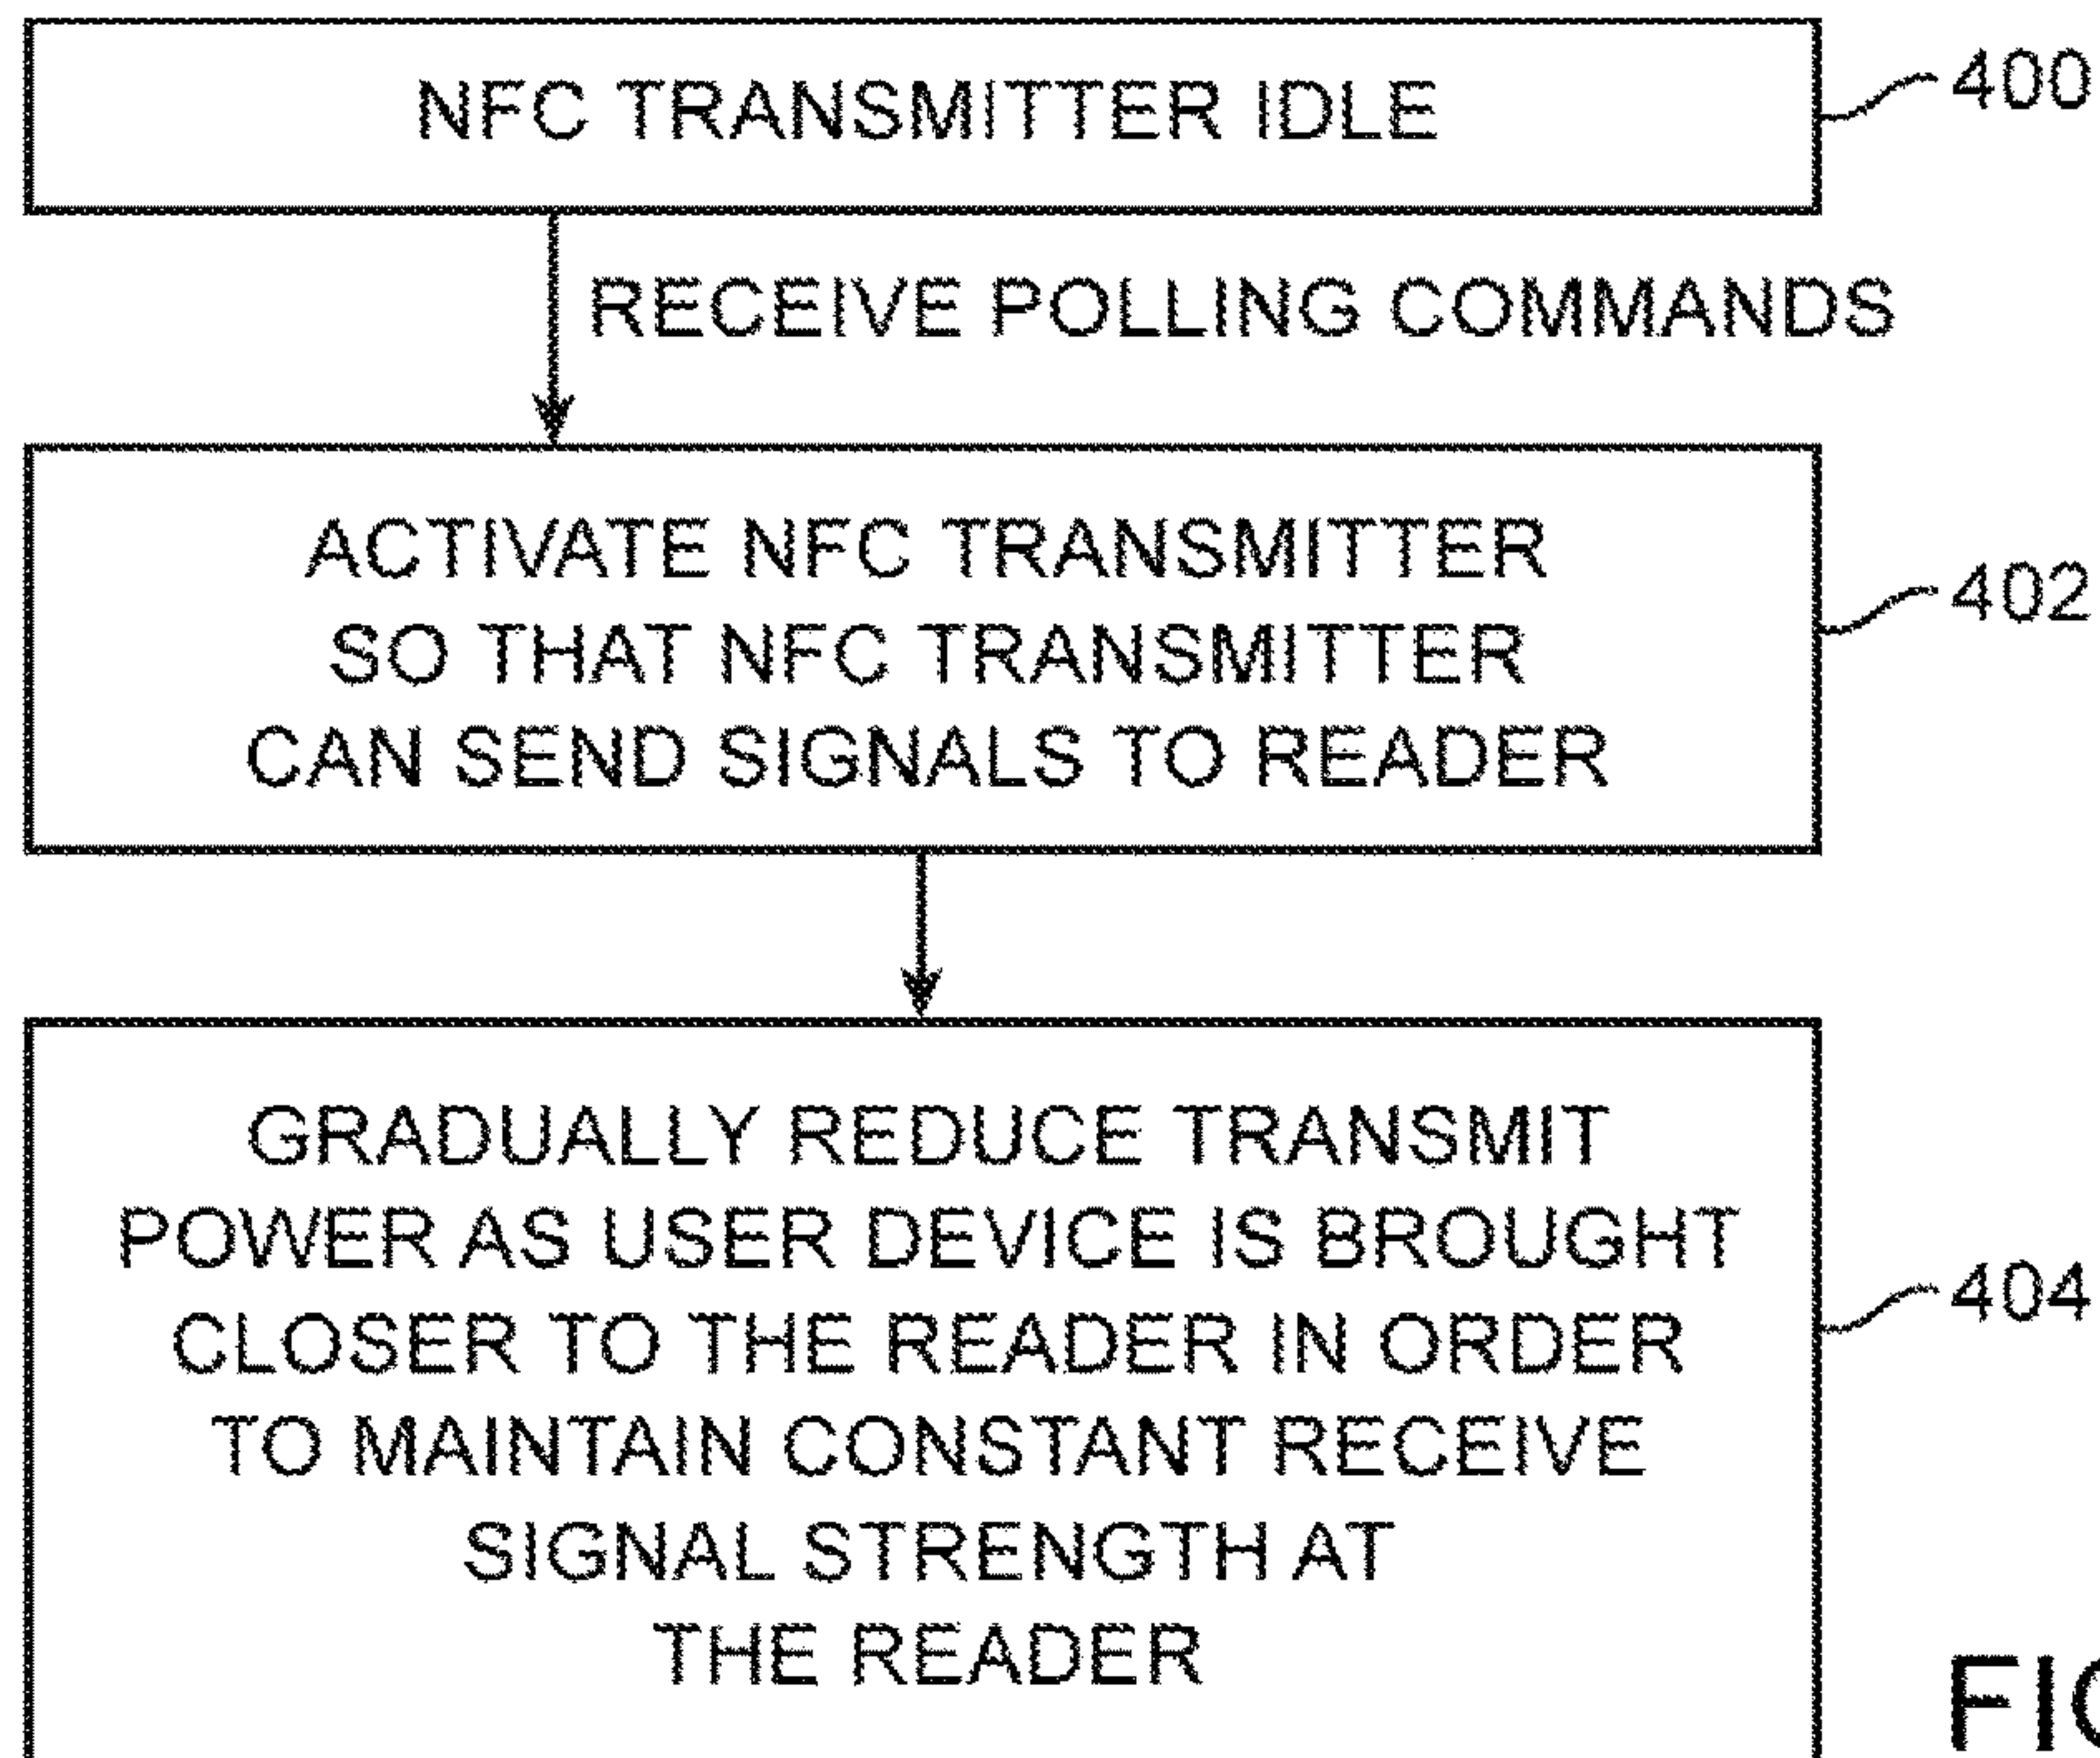 NFC TRANSMITTER IDLE
400
RECEIVE POLLING COMMANDS
ACTIVATE NFC TRANSMITTER
SO THAT NFC TRANSMITTER
CAN SEND SIGNALS TO READER
402
GRADUALLY REDUCE TRANSMIT
POWER AS USER DEVICE IS BROUGHT
CLOSER TO THE READER IN ORDER
TO MAINTAIN CONSTANT RECEIVE
SIGNAL STRENGTH AT
THE READER
404